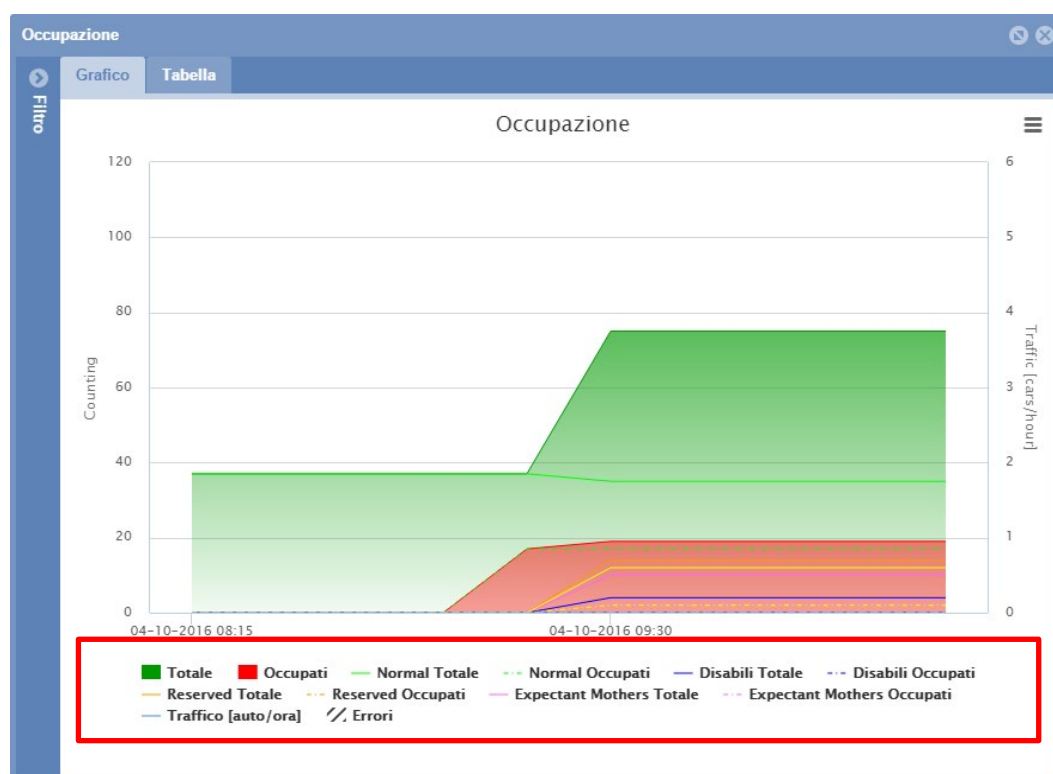 Occupazione
Filtro
Grafico Tabella
Occupazione
120
100
80
60
40
20
0
Counting
6
5
4
3
2
1
0
Traffic [cars/hour]
04-10-2016 08:15 04-10-2016 09:30
Totale Occupati Normal Totale Normal Occupati Disabili Totale Disabili Occupati
Reserved Totale Reserved Occupati Expectant Mothers Totale Expectant Mothers Occupati
Traffico [auto/ora] Errori